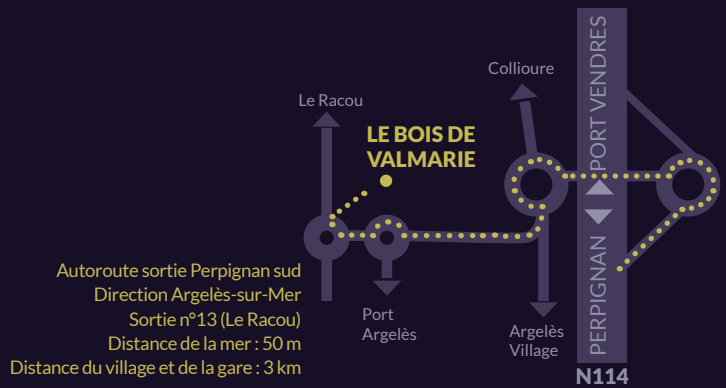 PORT VENDRES
Collioure
Le Racou
LE BOIS DE
VALMARIE
PERPIGNAN
Autoroute sortie Perpignan sud
Direction Argelès-sur-Mer
Sortie n°13 (Le Racou)
Distance de la mer : 50 m
Distance du village et de la gare : 3 km
Port
Argelès
Argelès
Village
N114